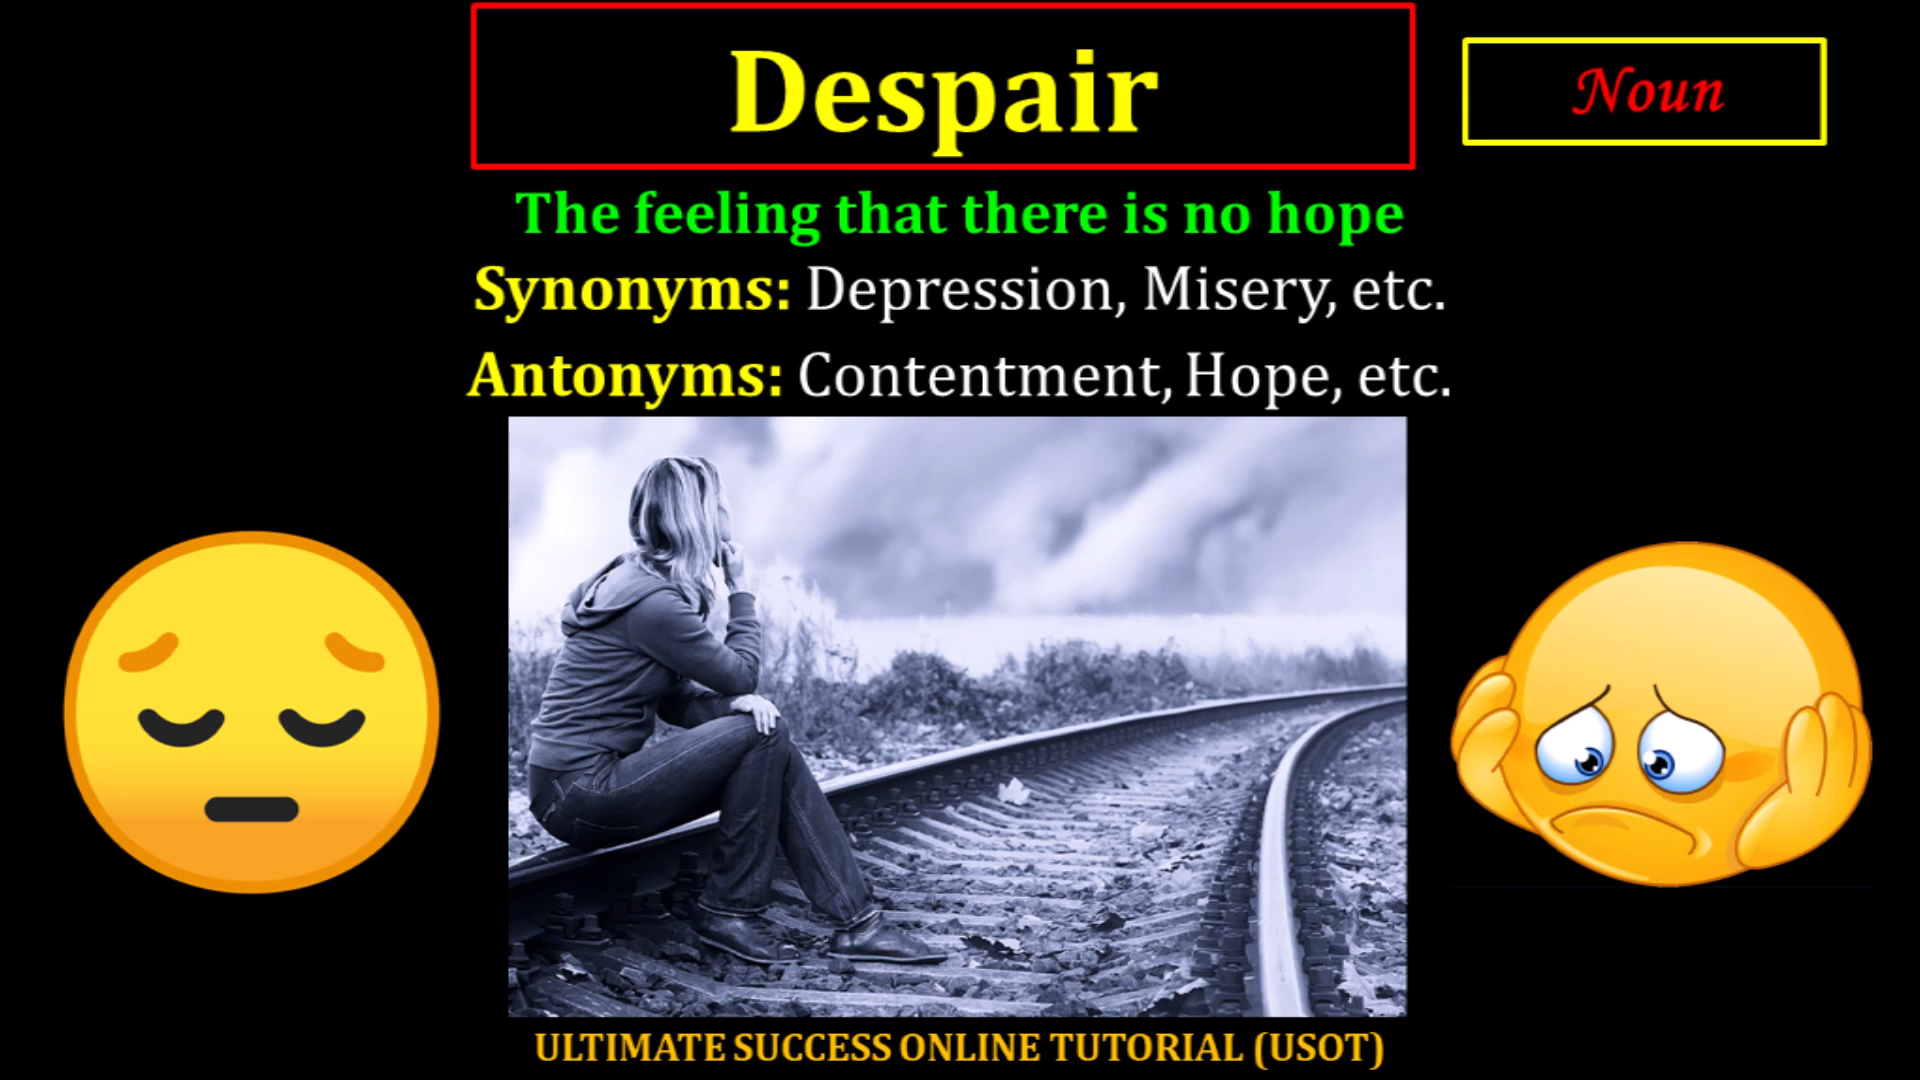 Despair
Noun
The feeling that there is no hope
Synonyms: Depression, Misery, etc.
Antonyms: Contentment, Hope, etc.
ULTIMATE SUCCESS ONLINE TUTORIAL (USOT)